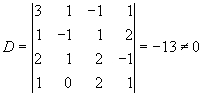 D = | 3 1 -1 1 |
| 1 -1 1 2 |
| 2 1 2 -1 | = -13 ≠ 0
| 1 0 2 1 |